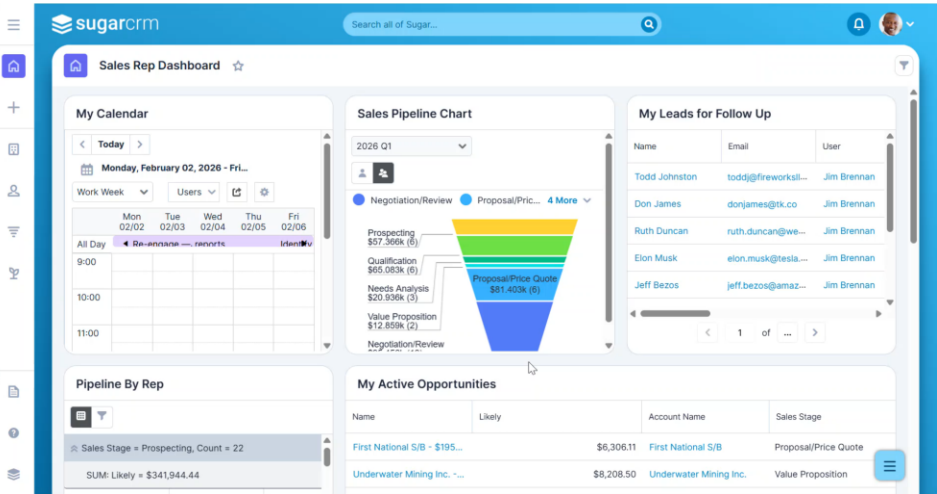 sugarcrm
Search all of Sugar...
Sales Rep Dashboard
My Calendar
Today
Monday, February 02, 2026 - Fri...
Work Week
Users
Mon Tue Wed Thu Fri
02/02 02/03 02/04 02/05 02/06
All Day Re-engage — reports
9:00
10:00
11:00
Sales Pipeline Chart
2026 Q1
Negotiation/Review Proposal/Pric... 4 More
Prospecting
$57.366k (6)
Qualification
$65.083k (6)
Needs Analysis
$20.936k (3)
Value Proposition
$12.859k (2)
Negotiation/Review
Proposal/Price Quote
$81.403k (6)
My Leads for Follow Up
Name Email User
Todd Johnston toddj@fireworksll... Jim Brennan
Don James donjames@tk.co Jim Brennan
Ruth Duncan ruth.duncan@we... Jim Brennan
Elon Musk elon.musk@tesla.... Jim Brennan
Jeff Bezos jeff.bezos@amaz... Jim Brennan
1 of ...
Pipeline By Rep
Sales Stage = Prospecting, Count = 22
SUM: Likely = $341,944.44
My Active Opportunities
Name Likely Account Name Sales Stage
First National S/B - $195... $6,306.11 First National S/B Proposal/Price Quote
Underwater Mining Inc. -... $8,208.50 Underwater Mining Inc. Value Proposition